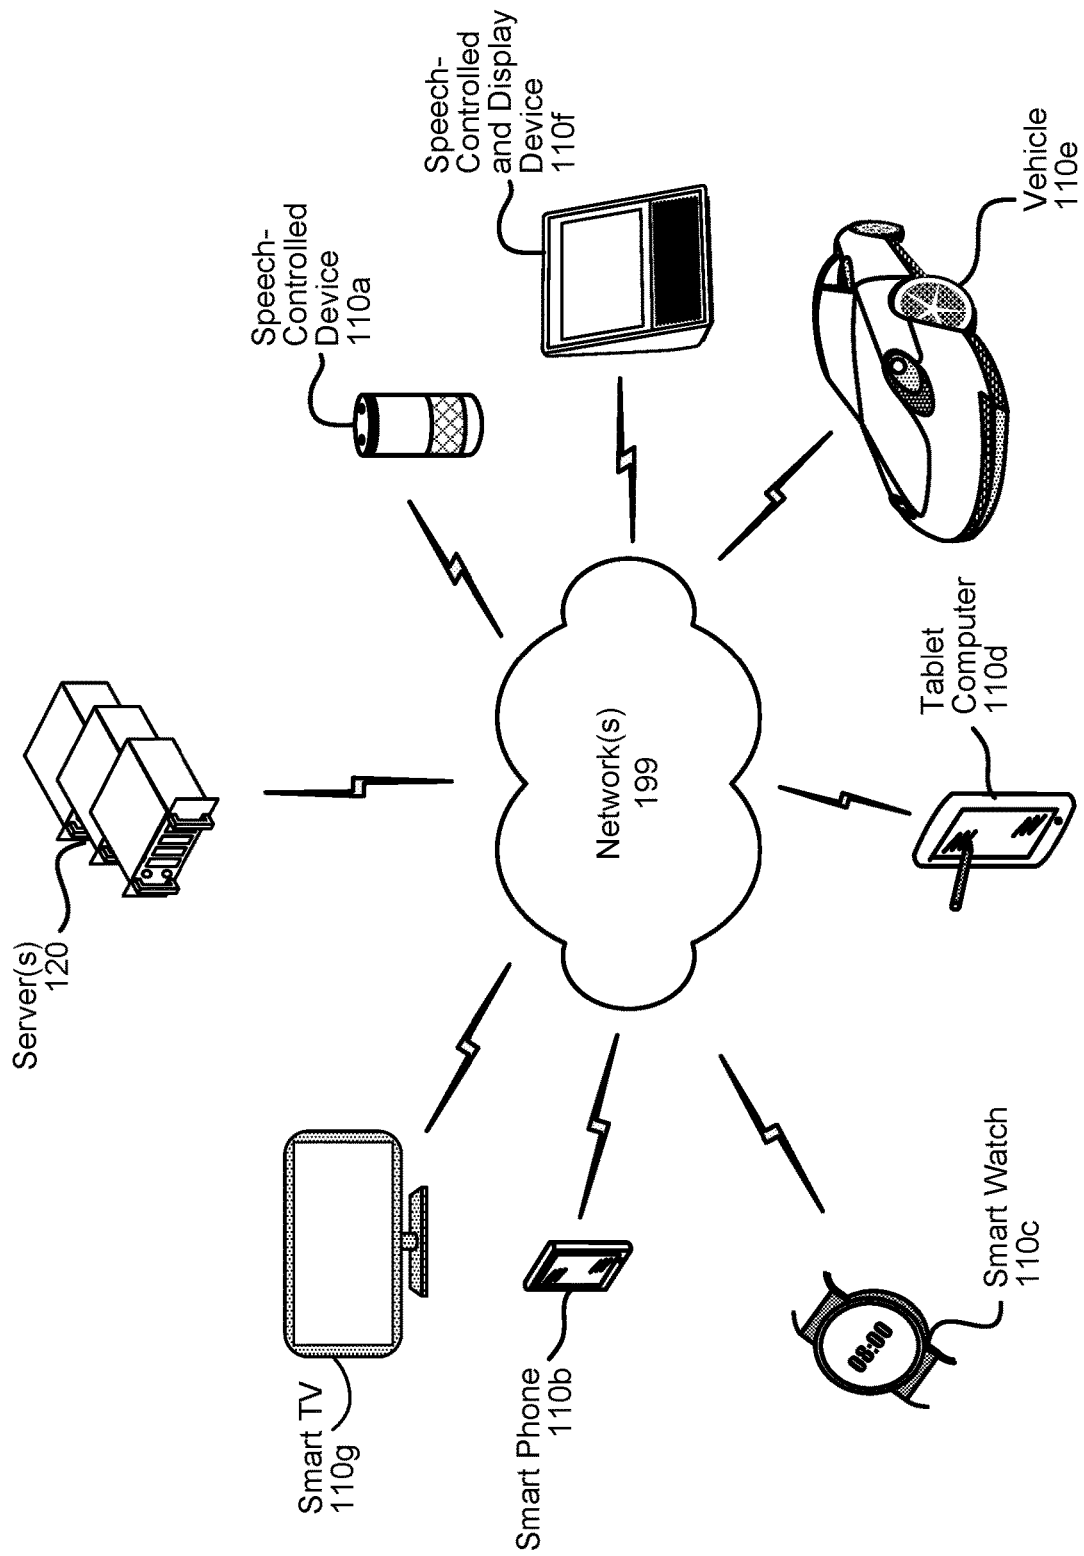 Server(s)
120
Smart TV
110g
Speech-
Controlled
Device
110a
Smart Phone
110b
Network(s)
199
Speech-
Controlled
and Display
Device
110f
08:00
Smart Watch
110c
Tablet
Computer
110d
Vehicle
110e